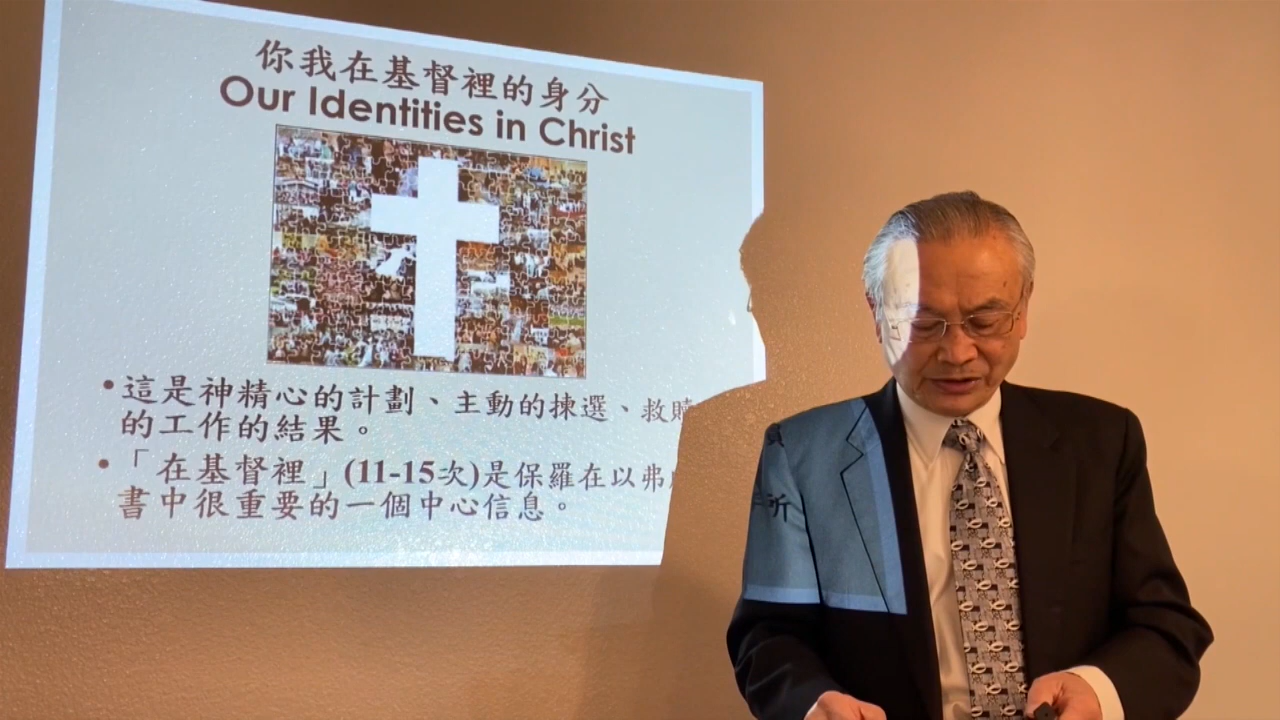 你我在基督裡的身分
Our Identities in Christ
•這是神精心的計劃、主動的揀選、救贖
的工作的結果。
•「在基督裡」(11-15次)是保羅在以弗所
書中很重要的一個中心信息。